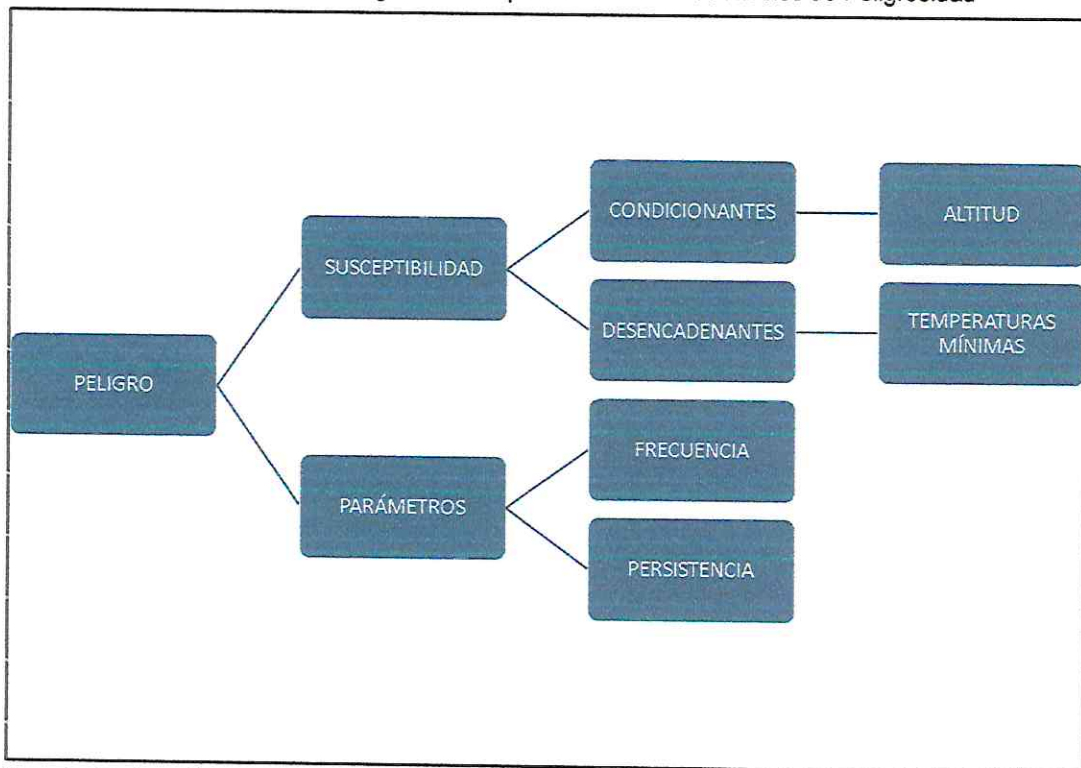 CONDICIONANTES
ALTITUD
SUSCEPTIBILIDAD
DESENCADENANTES
TEMPERATURAS
MÍNIMAS
PELIGRO
FRECUENCIA
PARÁMETROS
PERSISTENCIA